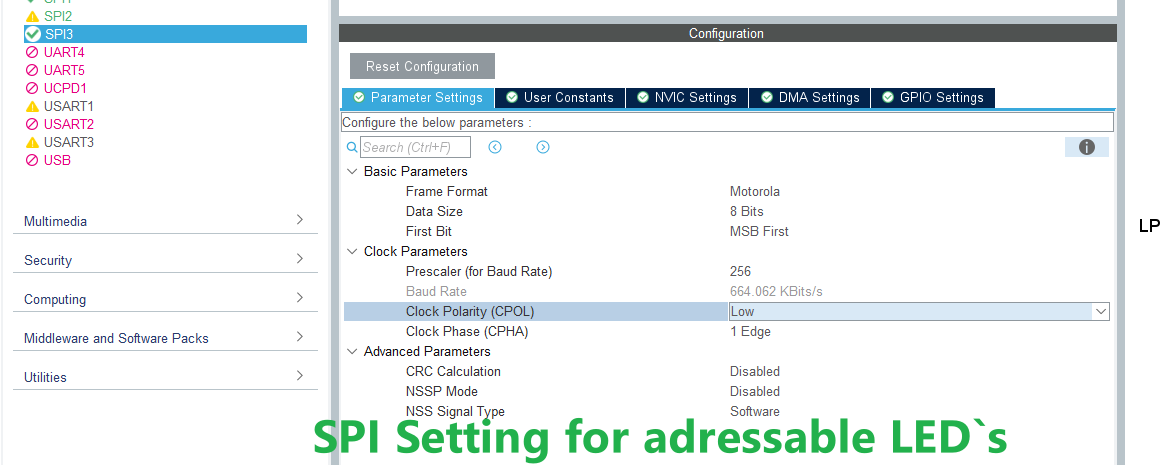 SPI2
SPI3
UART4
UART5
UCPD1
USART1
USART2
USART3
USB
Multimedia
Security
Computing
Middleware and Software Packs
Utilities
Configuration
Reset Configuration
Parameter Settings User Constants NVIC Settings DMA Settings GPIO Settings
Configure the below parameters :
Search (Ctrl+F)
Basic Parameters
Frame Format Motorola
Data Size 8 Bits
First Bit MSB First
Clock Parameters
Prescaler (for Baud Rate) 256
Baud Rate 664.062 KBits/s
Clock Polarity (CPOL) Low
Clock Phase (CPHA) 1 Edge
Advanced Parameters
CRC Calculation Disabled
NSSP Mode Disabled
NSS Signal Type Software
SPI Setting for adressable LED`s
LP